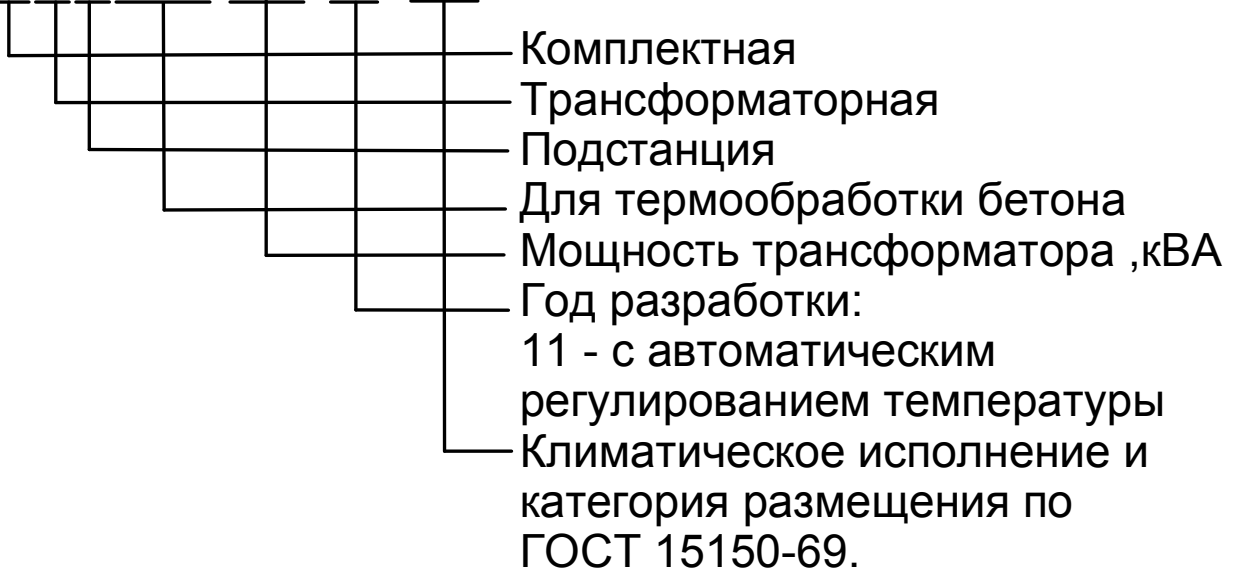 Комплектная
Трансформаторная
Подстанция
Для термообработки бетона
Мощность трансформатора ,кВА
Год разработки:
11 - с автоматическим
регулированием температуры
Климатическое исполнение и
категория размещения по
ГОСТ 15150-69.